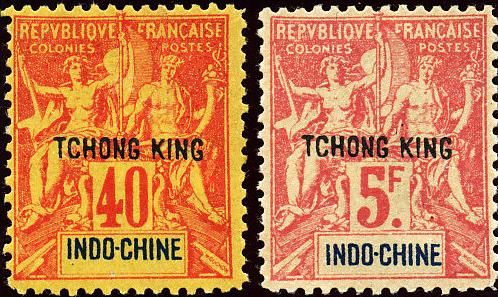 REPVBLIQVE FRANÇAISE
COLONIES POSTES
TCHONG KING
40
INDO-CHINE
REPVBLIQVE FRANÇAISE
COLONIES POSTES
TCHONG KING
5F.
INDO-CHINE